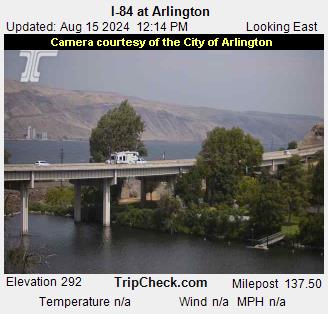 I-84 at Arlington
Updated: Aug 15 2024 12:14 PM Looking East
Camera courtesy of the City of Arlington
Elevation 292 TripCheck.com Milepost 137.50
Temperature n/a Wind n/a MPH n/a